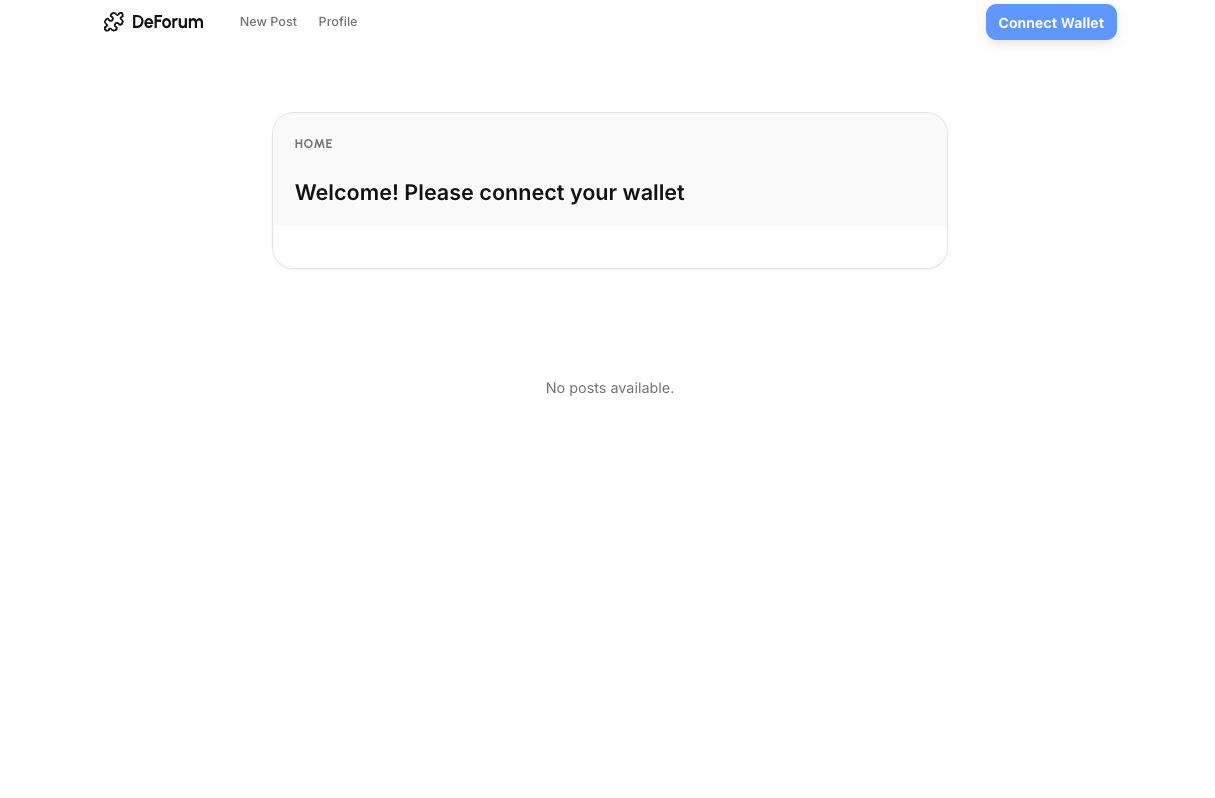 DeForum
New Post
Profile
Connect Wallet
HOME
Welcome! Please connect your wallet
No posts available.